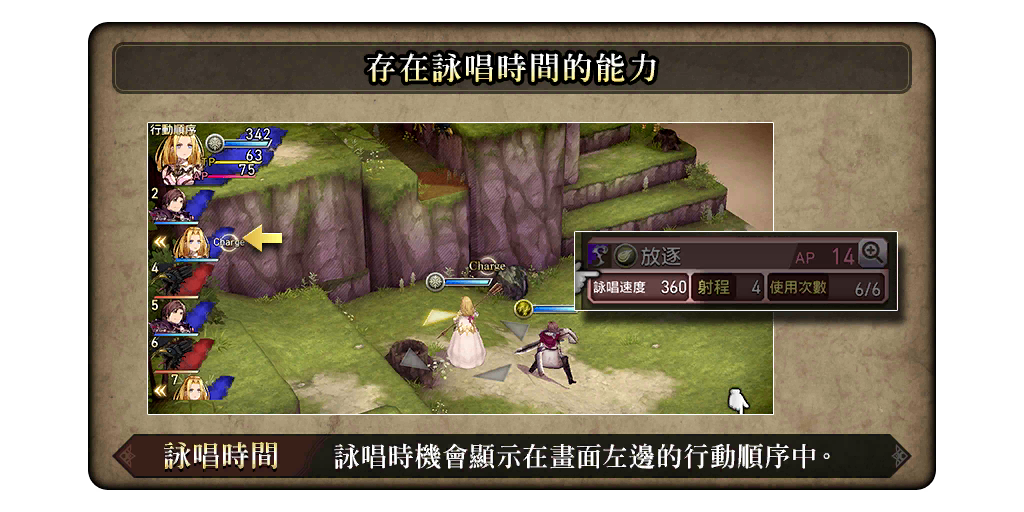 存在詠唱時間的能力
行動順序
342
TP 63
AP 75
2
Charge
4
5
6
7
Charge
放逐 AP 14
詠唱速度 360 射程 4 使用次數 6/6
詠唱時間 詠唱時機會顯示在畫面左邊的行動順序中。